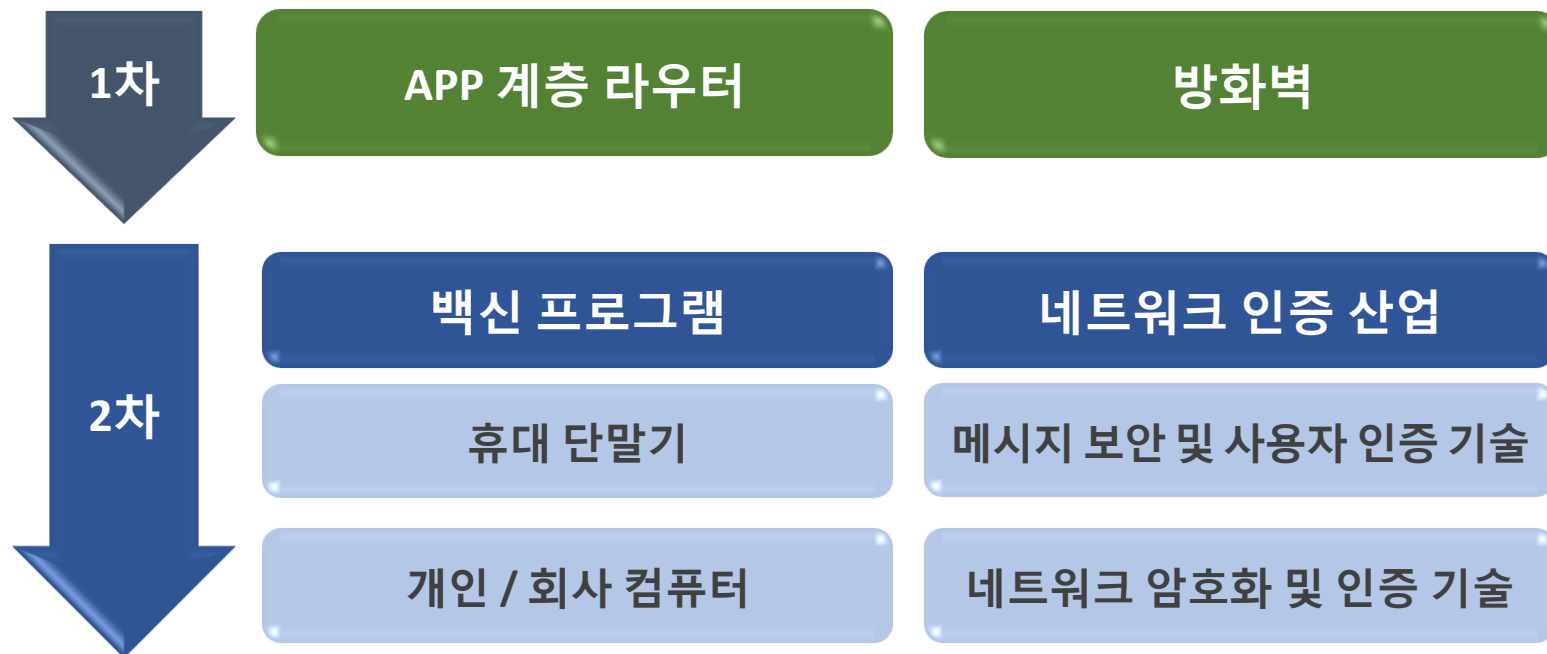 1차
APP 계층 라우터
방화벽
2차
백신 프로그램
네트워크 인증 산업
휴대 단말기
메시지 보안 및 사용자 인증 기술
개인 / 회사 컴퓨터
네트워크 암호화 및 인증 기술